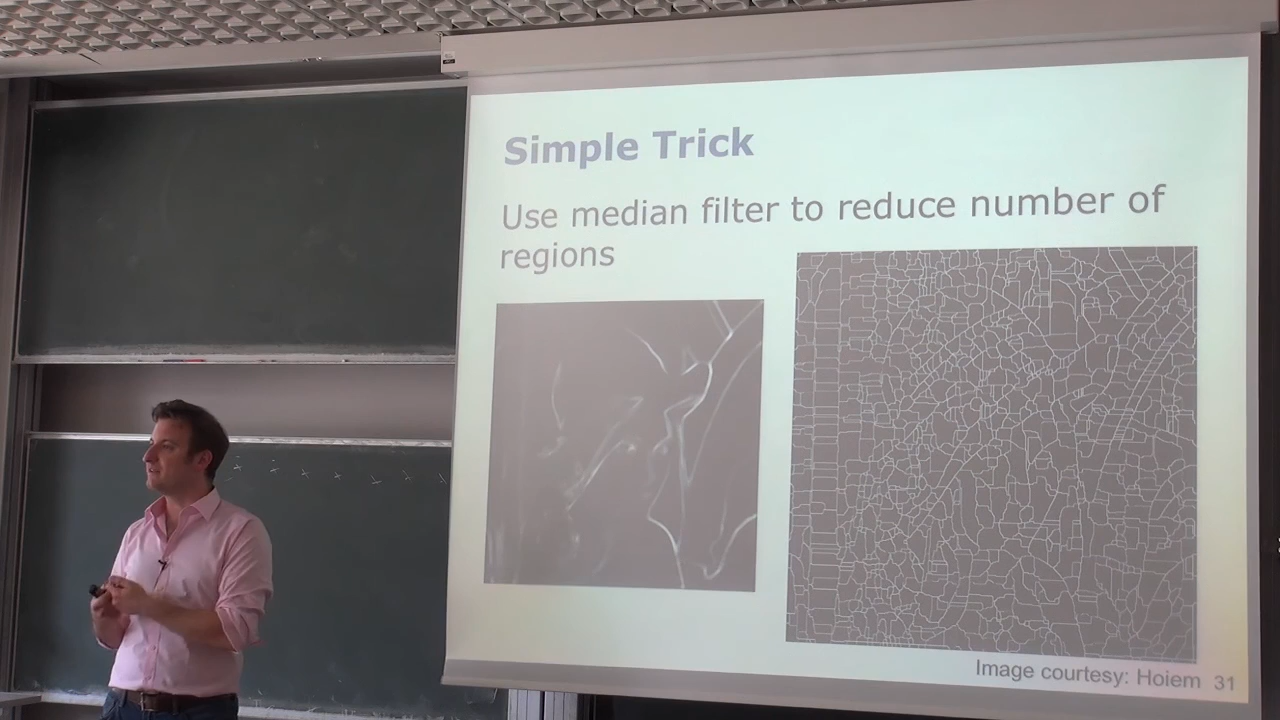 Simple Trick
Use median filter to reduce number of
regions
Image courtesy: Hoiem 31